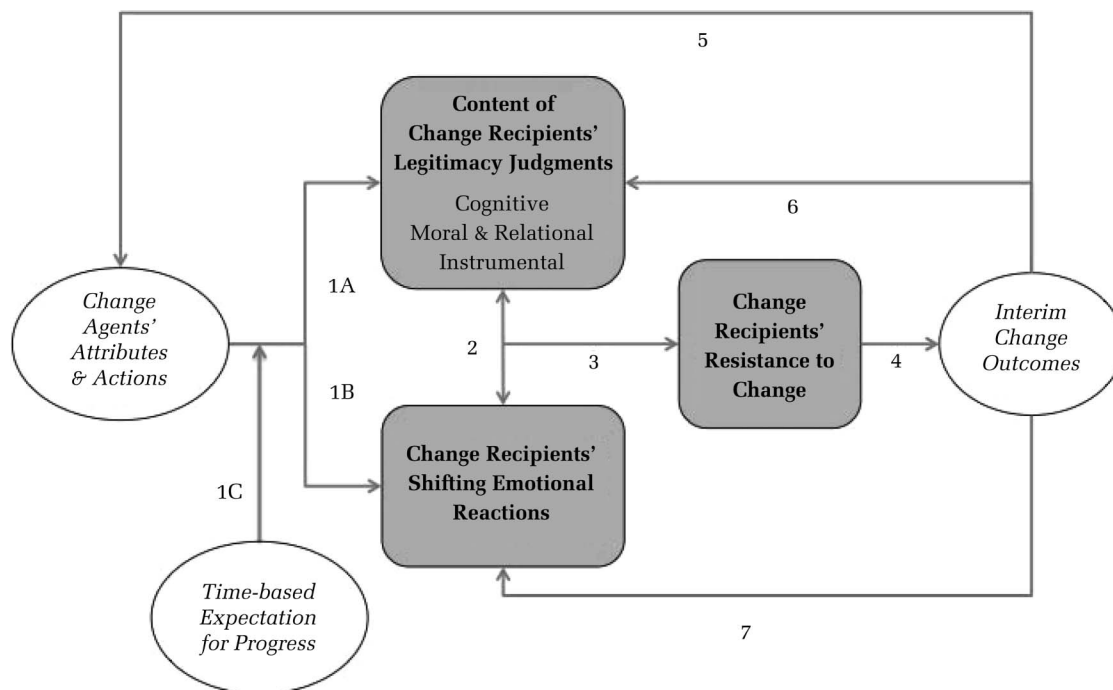 5
Content of
Change Recipients’
Legitimacy Judgments
Cognitive
Moral & Relational
Instrumental
6
1A
Change
Agents’
Attributes
& Actions
2
3
Change
Recipients’
Resistance to
Change
4
Interim
Change
Outcomes
1B
Change Recipients’
Shifting Emotional
Reactions
1C
Time-based
Expectation
for Progress
7